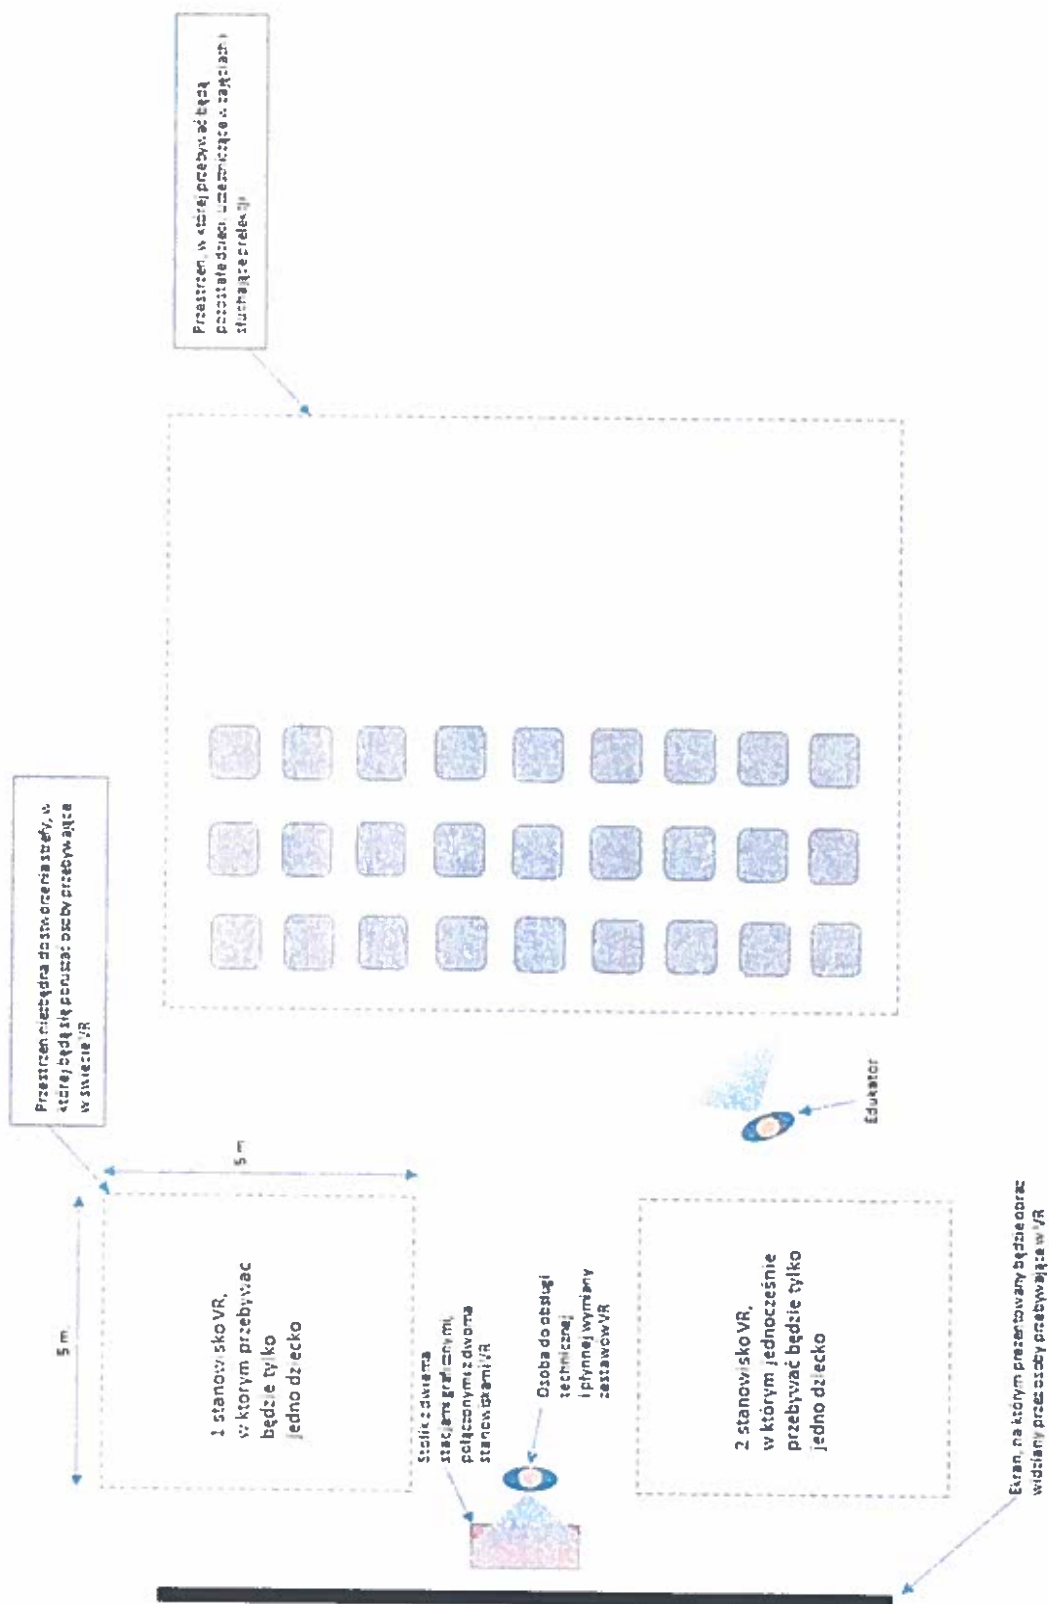 Przestrzeń, w której przebywać będą
pozostałe dzieci uczestniczące w zajęciach i
słuchające prelekcji
Przestrzeń niezbędna do stworzenia strefy, w
której będą się poruszać osoby przebywające
w świecie VR
5 m
5 m
1 stanowisko VR,
w którym przebywać
będzie tylko
jedno dziecko
Stolik z dwiema
stacjami graficznymi,
połączonymi z dwoma
stanowiskami VR
Osoba do obsługi
technicznej
i płynnej wymiany
zestawów VR
2 stanowisko VR,
w którym jednocześnie
przebywać będzie tylko
jedno dziecko
Edukator
Ekran, na którym prezentowany będzie obraz
widziany przez osoby przebywające w VR